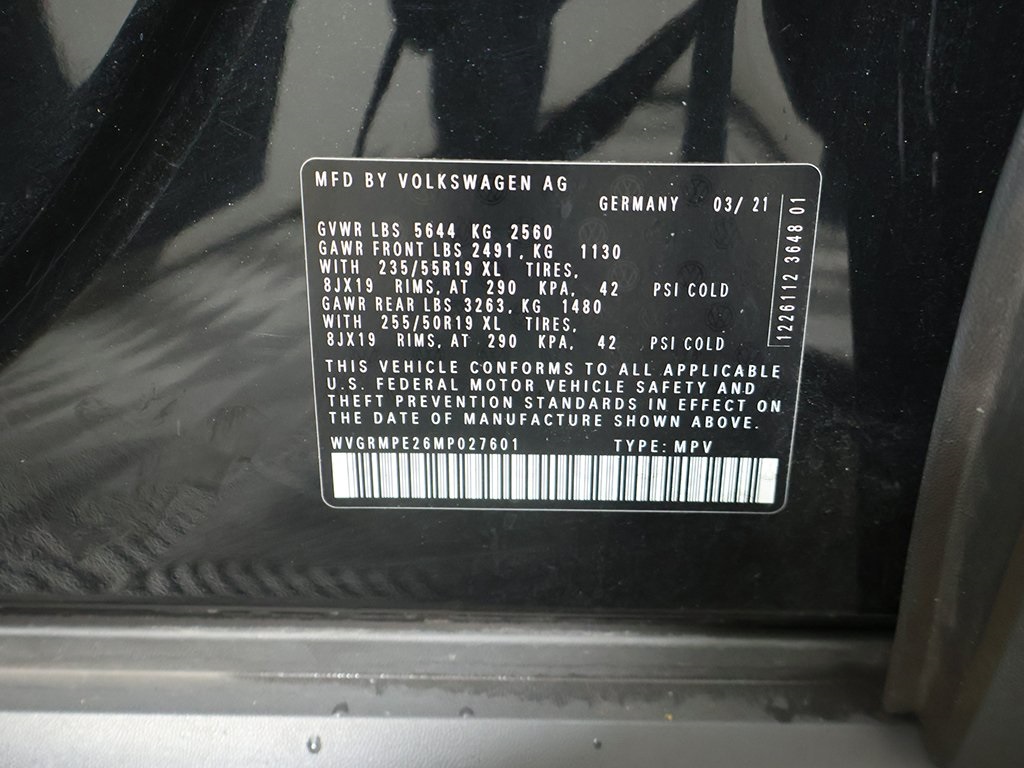 MFD BY VOLKSWAGEN AG
GERMANY 03/ 21
GVWR LBS 5644 KG 2560
GAWR FRONT LBS 2491, KG 1130
WITH 235/55R19 XL TIRES,
8JX19 RIMS, AT 290 KPA, 42 PSI COLD
GAWR REAR LBS 3263, KG 1480
WITH 255/50R19 XL TIRES,
8JX19 RIMS, AT 290 KPA, 42 PSI COLD
THIS VEHICLE CONFORMS TO ALL APPLICABLE
U.S. FEDERAL MOTOR VEHICLE SAFETY AND
THEFT PREVENTION STANDARDS IN EFFECT ON
THE DATE OF MANUFACTURE SHOWN ABOVE.
WVGRMPE26MP027601 TYPE: MPV
1226112 3648 01